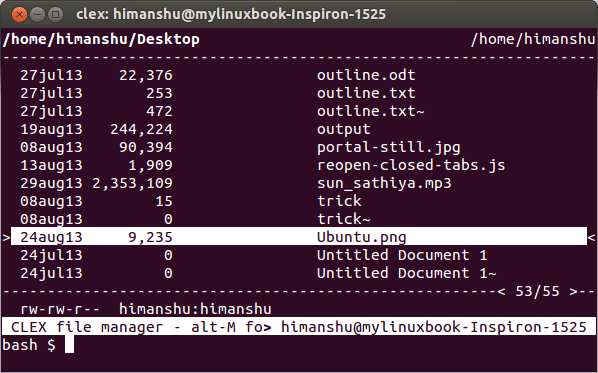 clex: himanshu@mylinuxbook-Inspiron-1525
/home/himanshu/Desktop /home/himanshu
27jul13 22,376 outline.odt
27jul13 253 outline.txt
27jul13 472 outline.txt~
19aug13 244,224 output
08aug13 90,394 portal-still.jpg
13aug13 1,909 reopen-closed-tabs.js
29aug13 2,353,109 sun_sathiya.mp3
08aug13 15 trick
08aug13 0 trick~
> 24aug13 9,235 Ubuntu.png <
24jul13 0 Untitled Document 1
24jul13 0 Untitled Document 1~
< 53/55 >
rw-rw-r-- himanshu:himanshu
CLEX file manager - alt-M fo> himanshu@mylinuxbook-Inspiron-1525
bash $